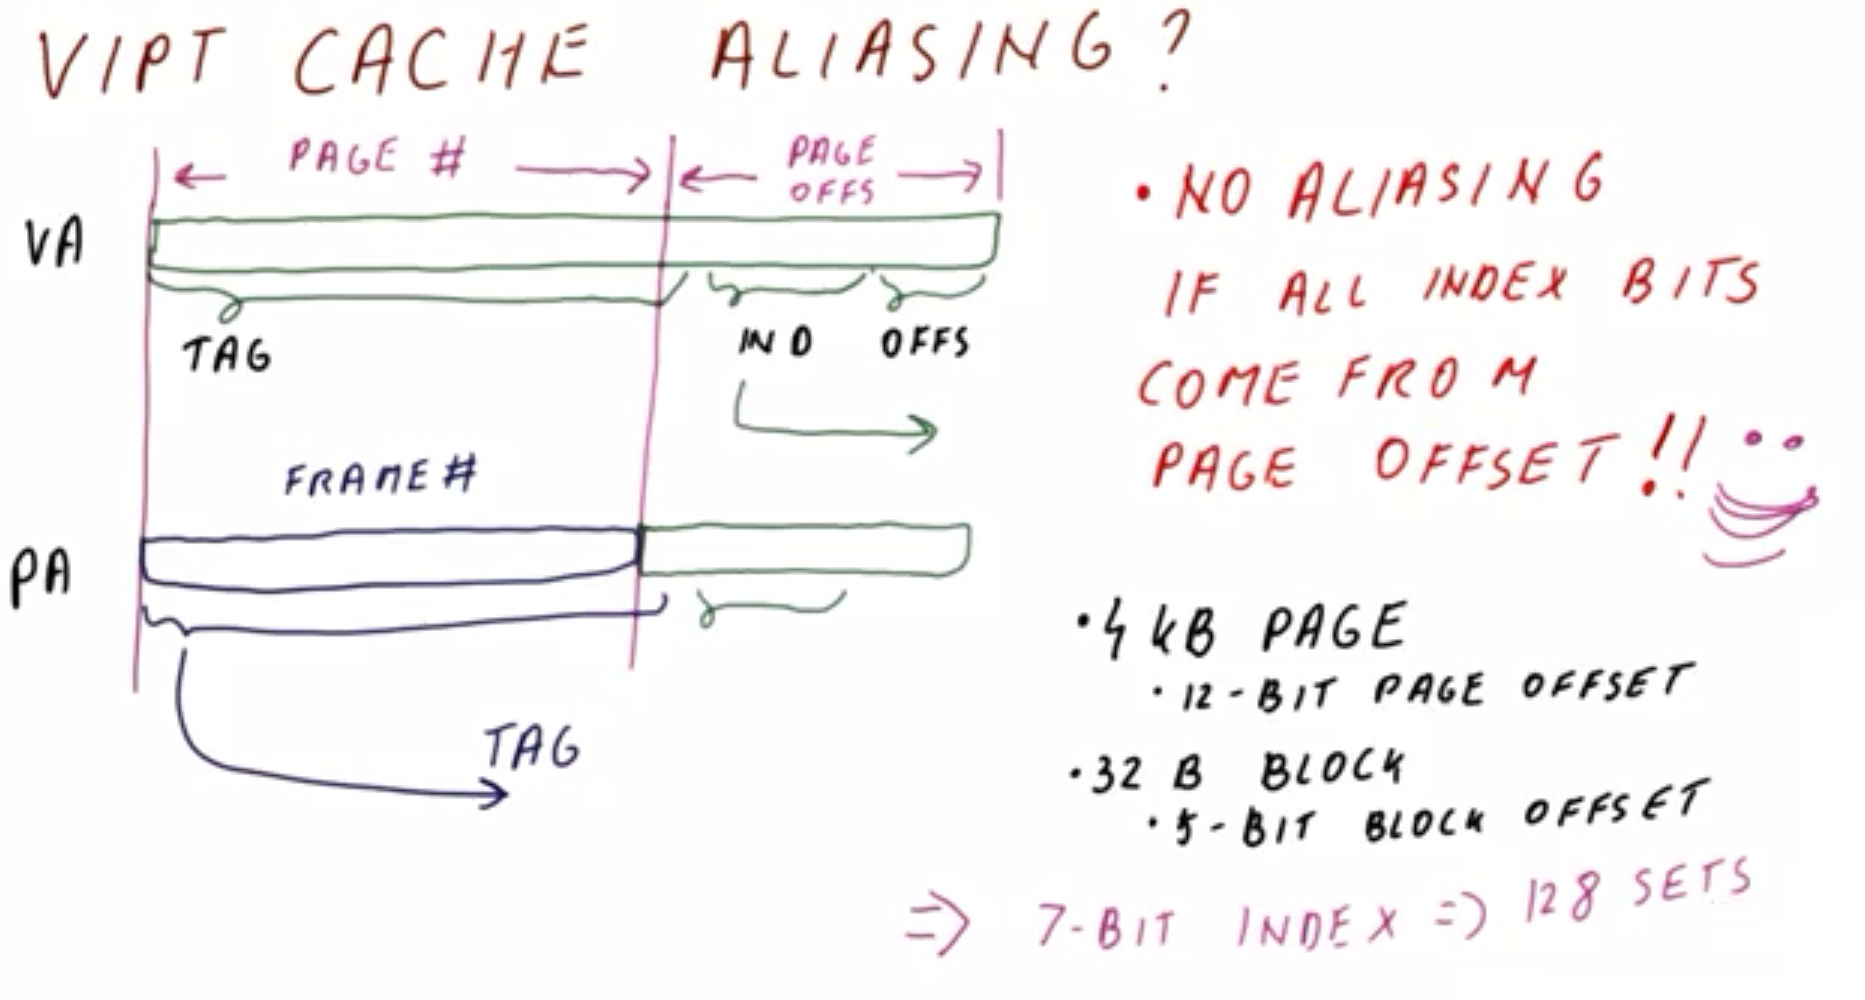 VIPT CACHE ALIASING?
PAGE #
PAGE
OFFS
VA
TAG
IND OFFS
FRAME#
PA
TAG
• NO ALIASING
IF ALL INDEX BITS
COME FROM
PAGE OFFSET!!
• 4 kB PAGE
• 12-BIT PAGE OFFSET
• 32 B BLOCK
• 5-BIT BLOCK OFFSET
=> 7-BIT INDEX => 128 SETS